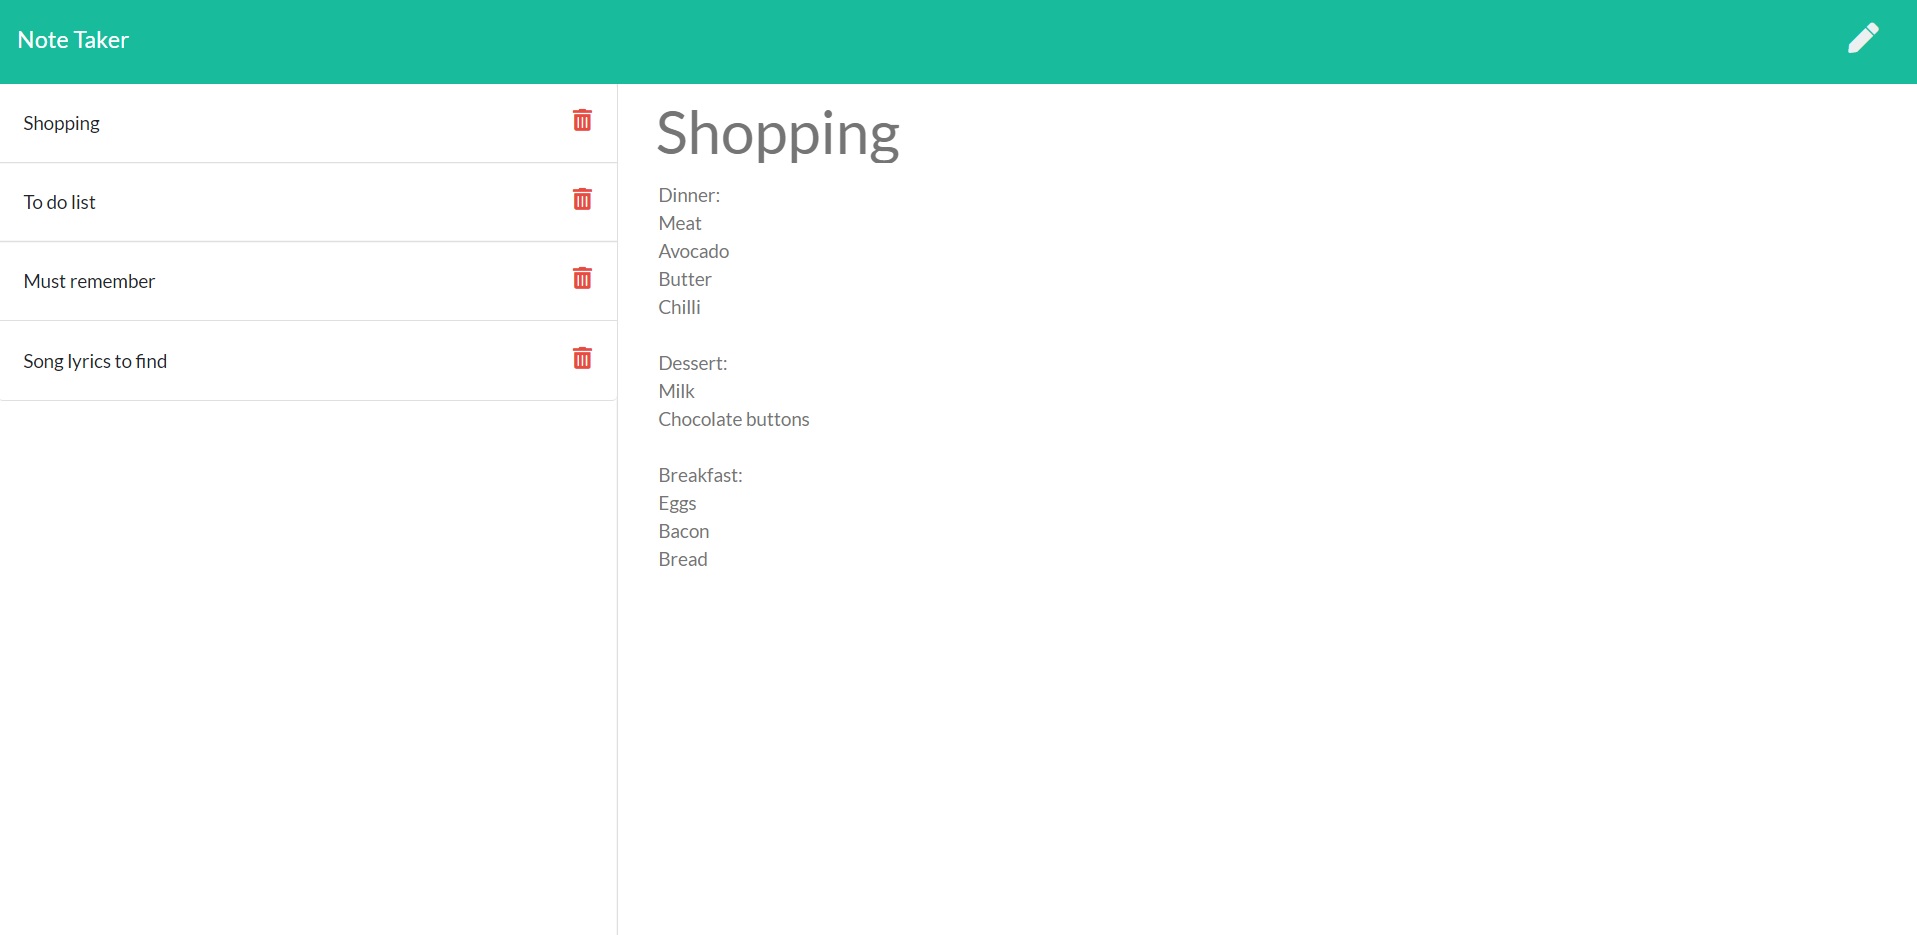 Note Taker
Shopping
To do list
Must remember
Song lyrics to find
Shopping
Dinner:
Meat
Avocado
Butter
Chilli
Dessert:
Milk
Chocolate buttons
Breakfast:
Eggs
Bacon
Bread